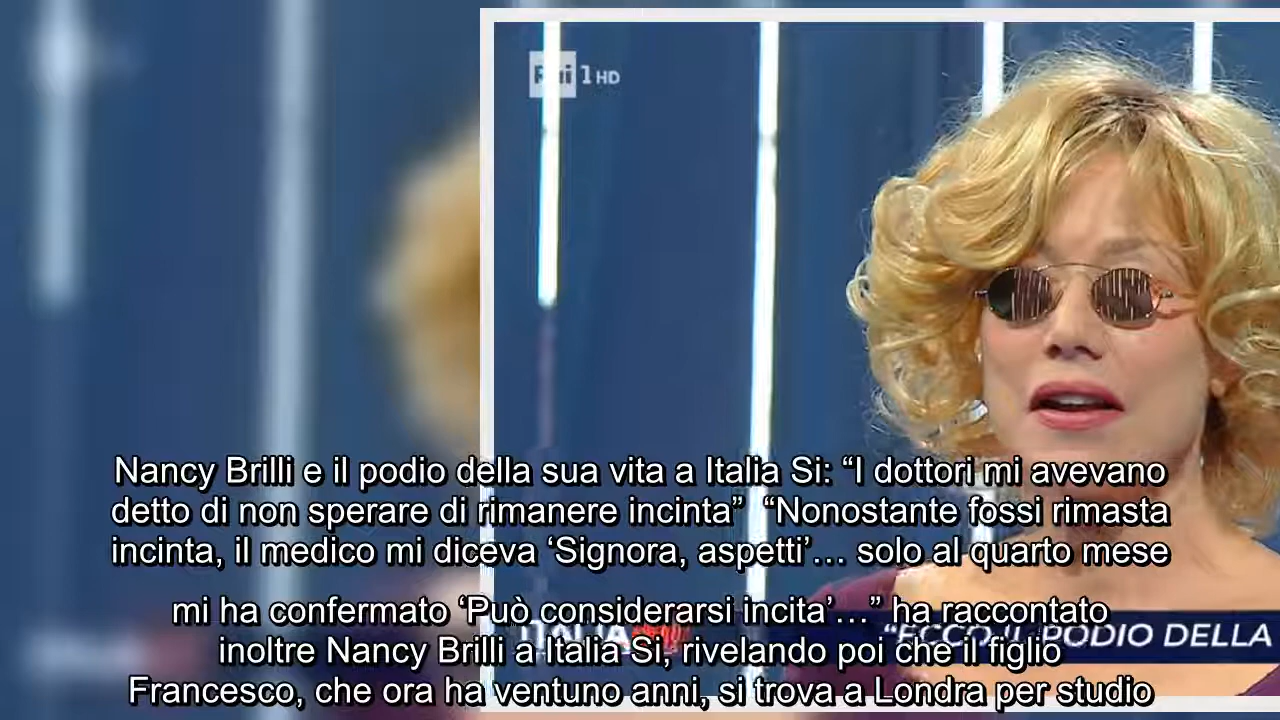 Rai 1 HD
Nancy Brilli e il podio della sua vita a Italia Si: “I dottori mi avevano
detto di non sperare di rimanere incinta”  “Nonostante fossi rimasta
incinta, il medico mi diceva ‘Signora, aspetti’… solo al quarto mese
mi ha confermato ‘Può considerarsi incita’…” ha raccontato
ITALIA “ECCO IL PODIO DELLA
inoltre Nancy Brilli a Italia Si, rivelando poi che il figlio
Francesco, che ora ha ventuno anni, si trova a Londra per studio